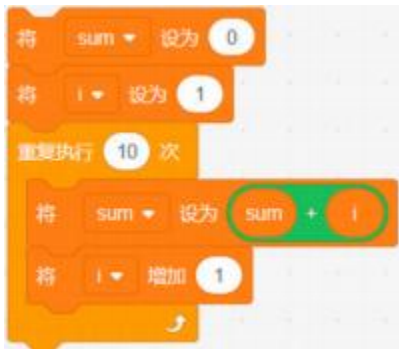 将 sum 设为 0
将 i 设为 1
重复执行 10 次
将 sum 设为 sum + i
将 i 增加 1